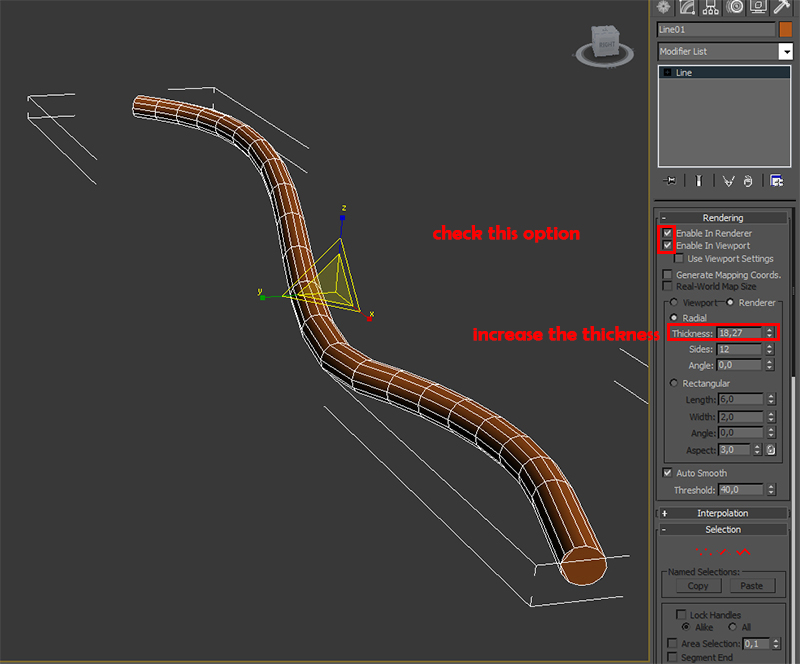 Line01
RIGHT
Modifier List
Line
z
Rendering
check this option
Enable In Renderer
Enable In Viewport
Use Viewport Settings
Generate Mapping Coords.
Real-World Map Size
y
Viewport Renderer
x
Radial
increase the thickness
Thickness: 18,27
Sides: 12
Angle: 0,0
Rectangular
Length: 6,0
Width: 2,0
Angle: 0,0
Aspect: 3,0
Auto Smooth
Threshold: 40,0
+ Interpolation
- Selection
Named Selections:
Copy Paste
Lock Handles
Alike All
Area Selection: 0,1
Segment End